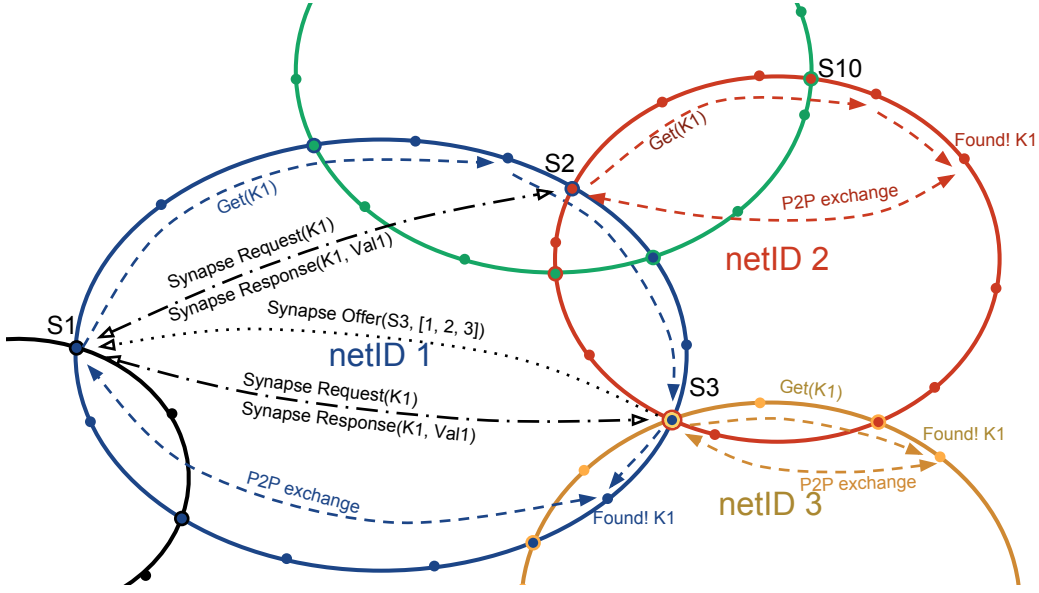 S10
Get(K1)
Found! K1
S2
Get(K1)
P2P exchange
Synapse Request(K1)
netID 2
Synapse Response(K1, Val1)
Synapse Offer(S3, [1, 2, 3])
S1
netID 1
Synapse Request(K1)
S3
Get(K1)
Synapse Response(K1, Val1)
Found! K1
P2P exchange
P2P exchange
netID 3
Found! K1